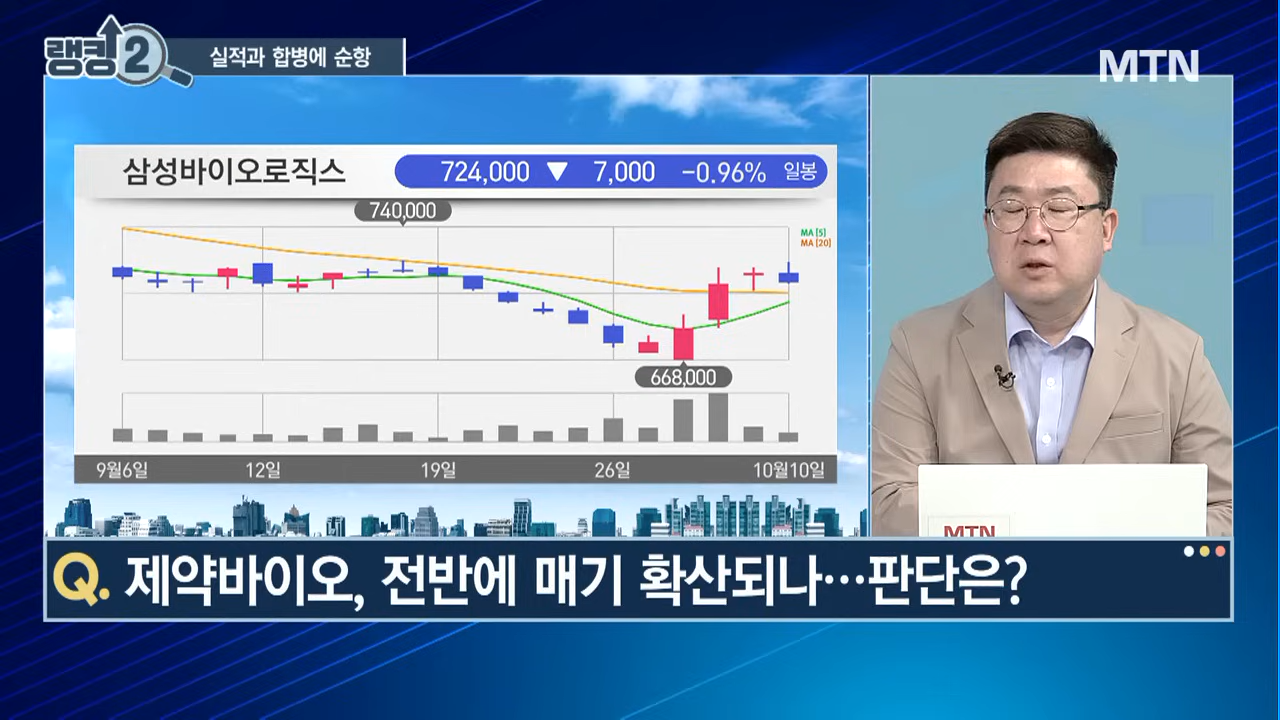 랭킹2
실적과 합병에 순항
MTN
삼성바이오로직스
724,000 ▼ 7,000 -0.96% 일봉
740,000
MA [5]
MA [20]
668,000
9월6일 12일 19일 26일 10월10일
MTN
Q. 제약바이오, 전반에 매기 확산되나…판단은?